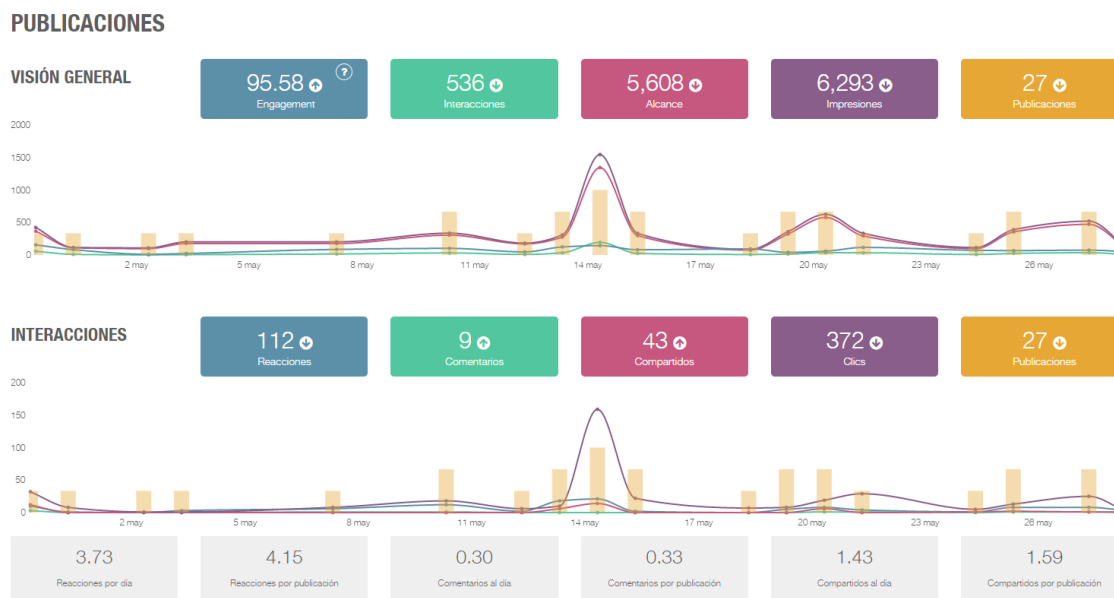 PUBLICACIONES
VISIÓN GENERAL
95.58
?
Engagement
536
Interacciones
5,608
Alcance
6,293
Impresiones
27
Publicaciones
2000
1500
1000
500
0
2 may
5 may
8 may
11 may
14 may
17 may
20 may
23 may
26 may
INTERACCIONES
112
Reacciones
9
Comentarios
43
Compartidos
372
Clics
27
Publicaciones
200
150
100
50
0
2 may
5 may
8 may
11 may
14 may
17 may
20 may
23 may
26 may
3.73
Reacciones por día
4.15
Reacciones por publicación
0.30
Comentarios al día
0.33
Comentarios por publicación
1.43
Compartidos al día
1.59
Compartidos por publicación